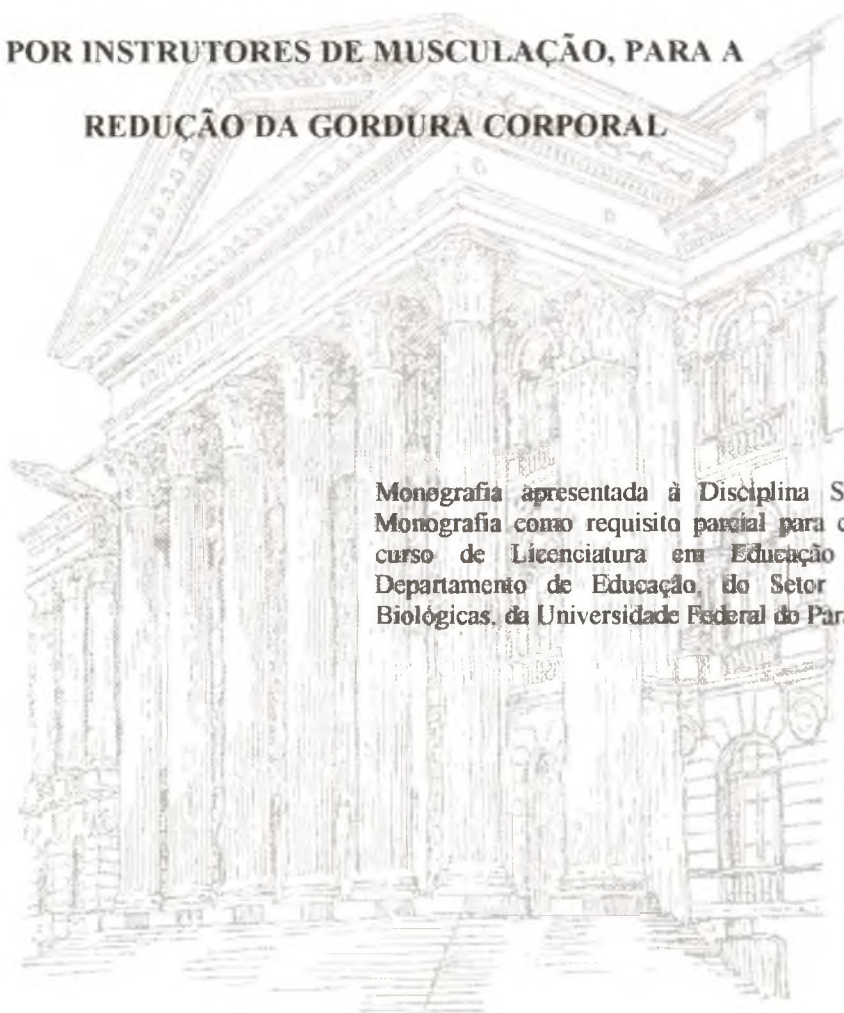 POR INSTRUTORES DE MUSCULAÇÃO, PARA A
REDUÇÃO DA GORDURA CORPORAL
Monografia apresentada à Disciplina S
Monografia como requisito parcial para c
curso de Licenciatura em Educação
Departamento de Educação, do Setor
Biológicas, da Universidade Federal do Par